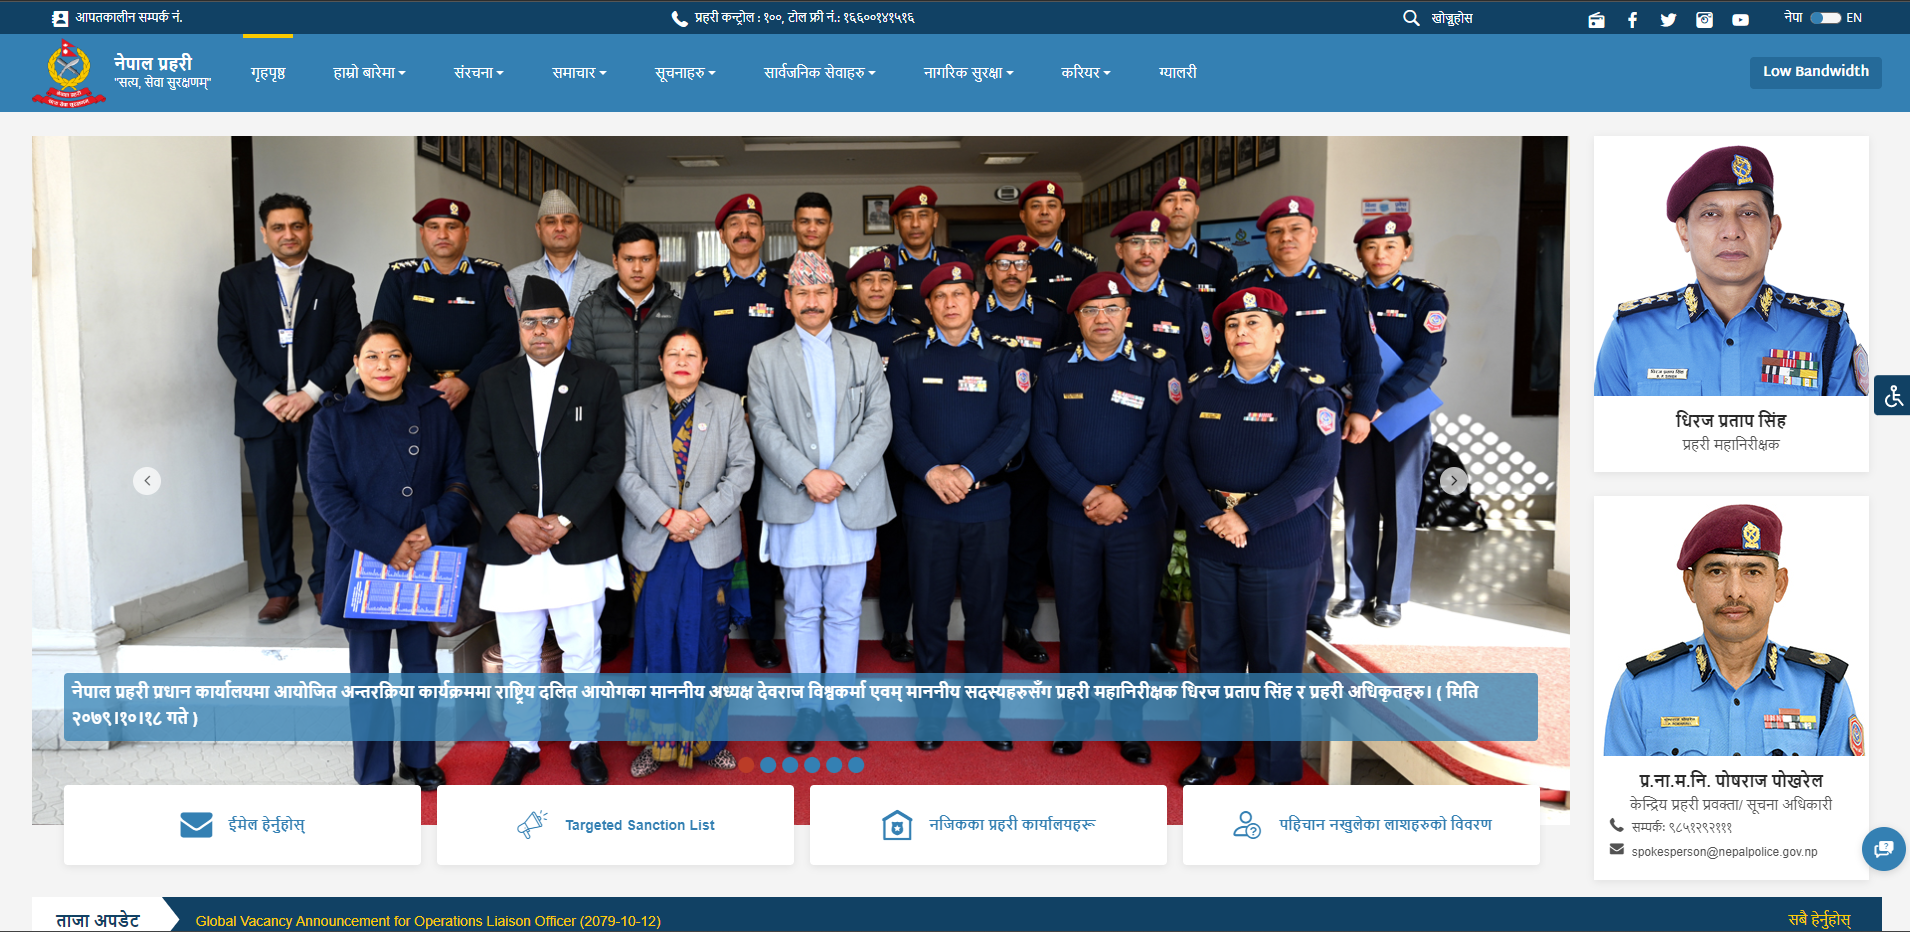 आपतकालीन सम्पर्क नं.
प्रहरी कन्ट्रोल : १००, टोल फ्री नं.: १६६००१४१५१६
खोज्नुहोस
नेपा EN
नेपाल प्रहरी
"सत्य, सेवा सुरक्षणम्"
गृहपृष्ठ
हाम्रो बारेमा
संरचना
समाचार
सूचनाहरु
सार्वजनिक सेवाहरु
नागरिक सुरक्षा
करियर
ग्यालरी
Low Bandwidth
नेपाल प्रहरी प्रधान कार्यालयमा आयोजित अन्तरक्रिया कार्यक्रममा राष्ट्रिय दलित आयोगका माननीय अध्यक्ष देवराज विश्वकर्मा एवम् माननीय सदस्यहरुसँग प्रहरी महानिरीक्षक धिरज प्रताप सिंह र प्रहरी अधिकृतहरु। ( मिति
२०७९।१०।१८ गते )
धिरज प्रताप सिंह
प्रहरी महानिरीक्षक
प्र.ना.म.नि. पोषराज पोखरेल
केन्द्रिय प्रहरी प्रवक्ता/ सूचना अधिकारी
सम्पर्क: ९८५१२९२१११
spokesperson@nepalpolice.gov.np
ईमेल हेर्नुहोस्
Targeted Sanction List
नजिकका प्रहरी कार्यालयहरू
पहिचान नखुलेका लाशहरुको विवरण
ताजा अपडेट
Global Vacancy Announcement for Operations Liaison Officer (2079-10-12)
सबै हेर्नुहोस्